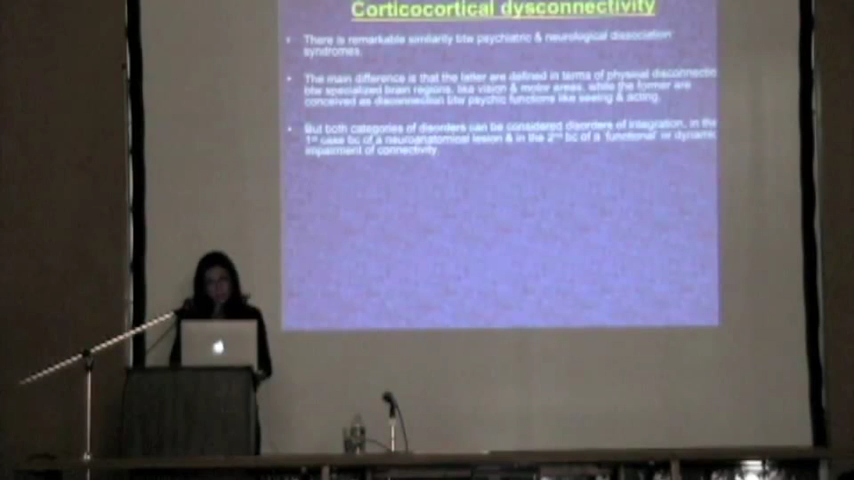 Corticocortical dysconnectivity
• There is remarkable similarity btw psychiatric & neurological dissociation
syndromes.
• The main difference is that the latter are defined in terms of physical disconnectio
btw specialized brain regions, like vision & motor areas, while the former are
conceived as disconnection btw psychic functions like seeing & acting.
• But both categories of disorders can be considered disorders of integration, in the
1st case bc of a neuroanatomical lesion & in the 2nd bc of a 'functional' or dynamic
impairment of connectivity.